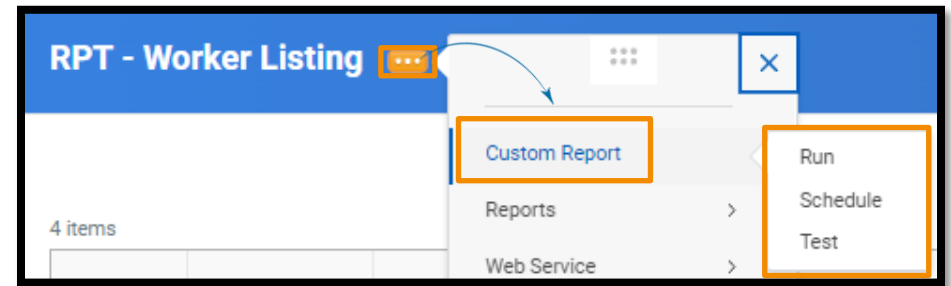 RPT - Worker Listing
Custom Report
Run
Reports
Schedule
4 items
Test
Web Service